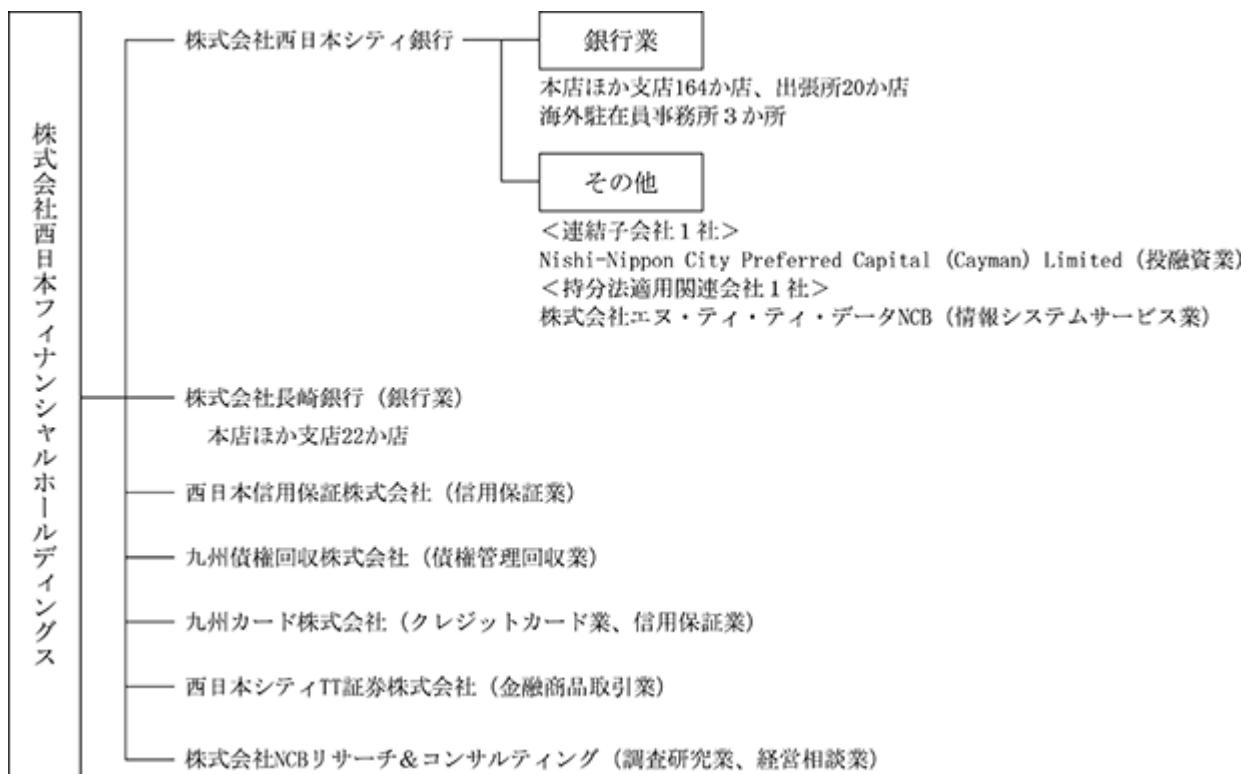 株式会社西日本フィナンシャルホールディングス
株式会社西日本シティ銀行
銀行業
本店ほか支店164か店、出張所20か店
海外駐在員事務所３か所
その他
＜連結子会社１社＞
Nishi-Nippon City Preferred Capital (Cayman) Limited (投融資業)
＜持分法適用関連会社１社＞
株式会社エヌ・ティ・ティ・データNCB (情報システムサービス業)
株式会社長崎銀行 (銀行業)
本店ほか支店22か店
西日本信用保証株式会社 (信用保証業)
九州債権回収株式会社 (債権管理回収業)
九州カード株式会社 (クレジットカード業、信用保証業)
西日本シティTT証券株式会社 (金融商品取引業)
株式会社NCBリサーチ＆コンサルティング (調査研究業、経営相談業)